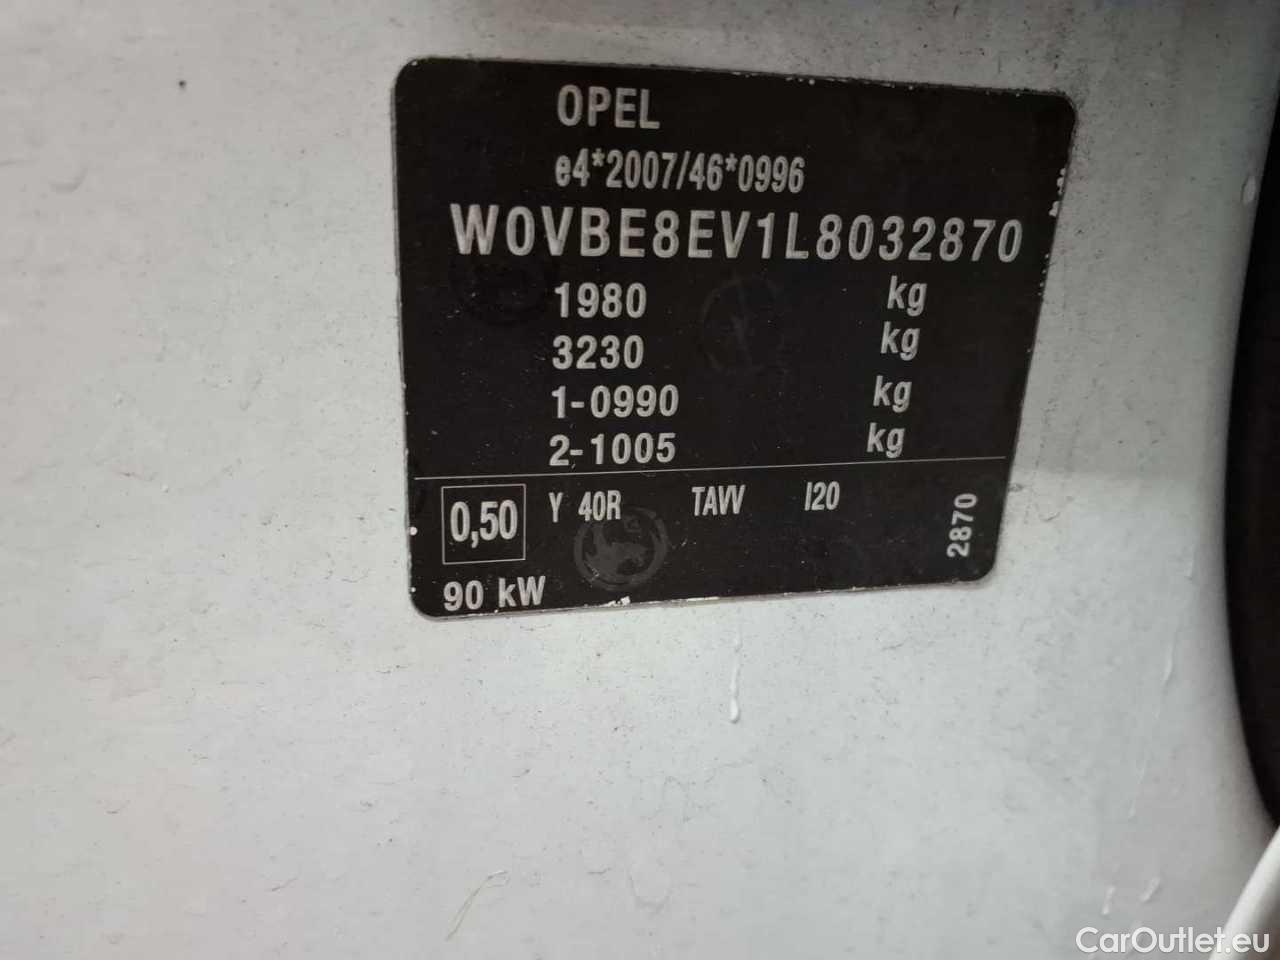 OPEL
e4*2007/46*0996
W0VBE8EV1L8032870
1980 kg
3230 kg
1-0990 kg
2-1005 kg
0,50 Y 40R TAW I20
2870
90 kW
CarOutlet.eu